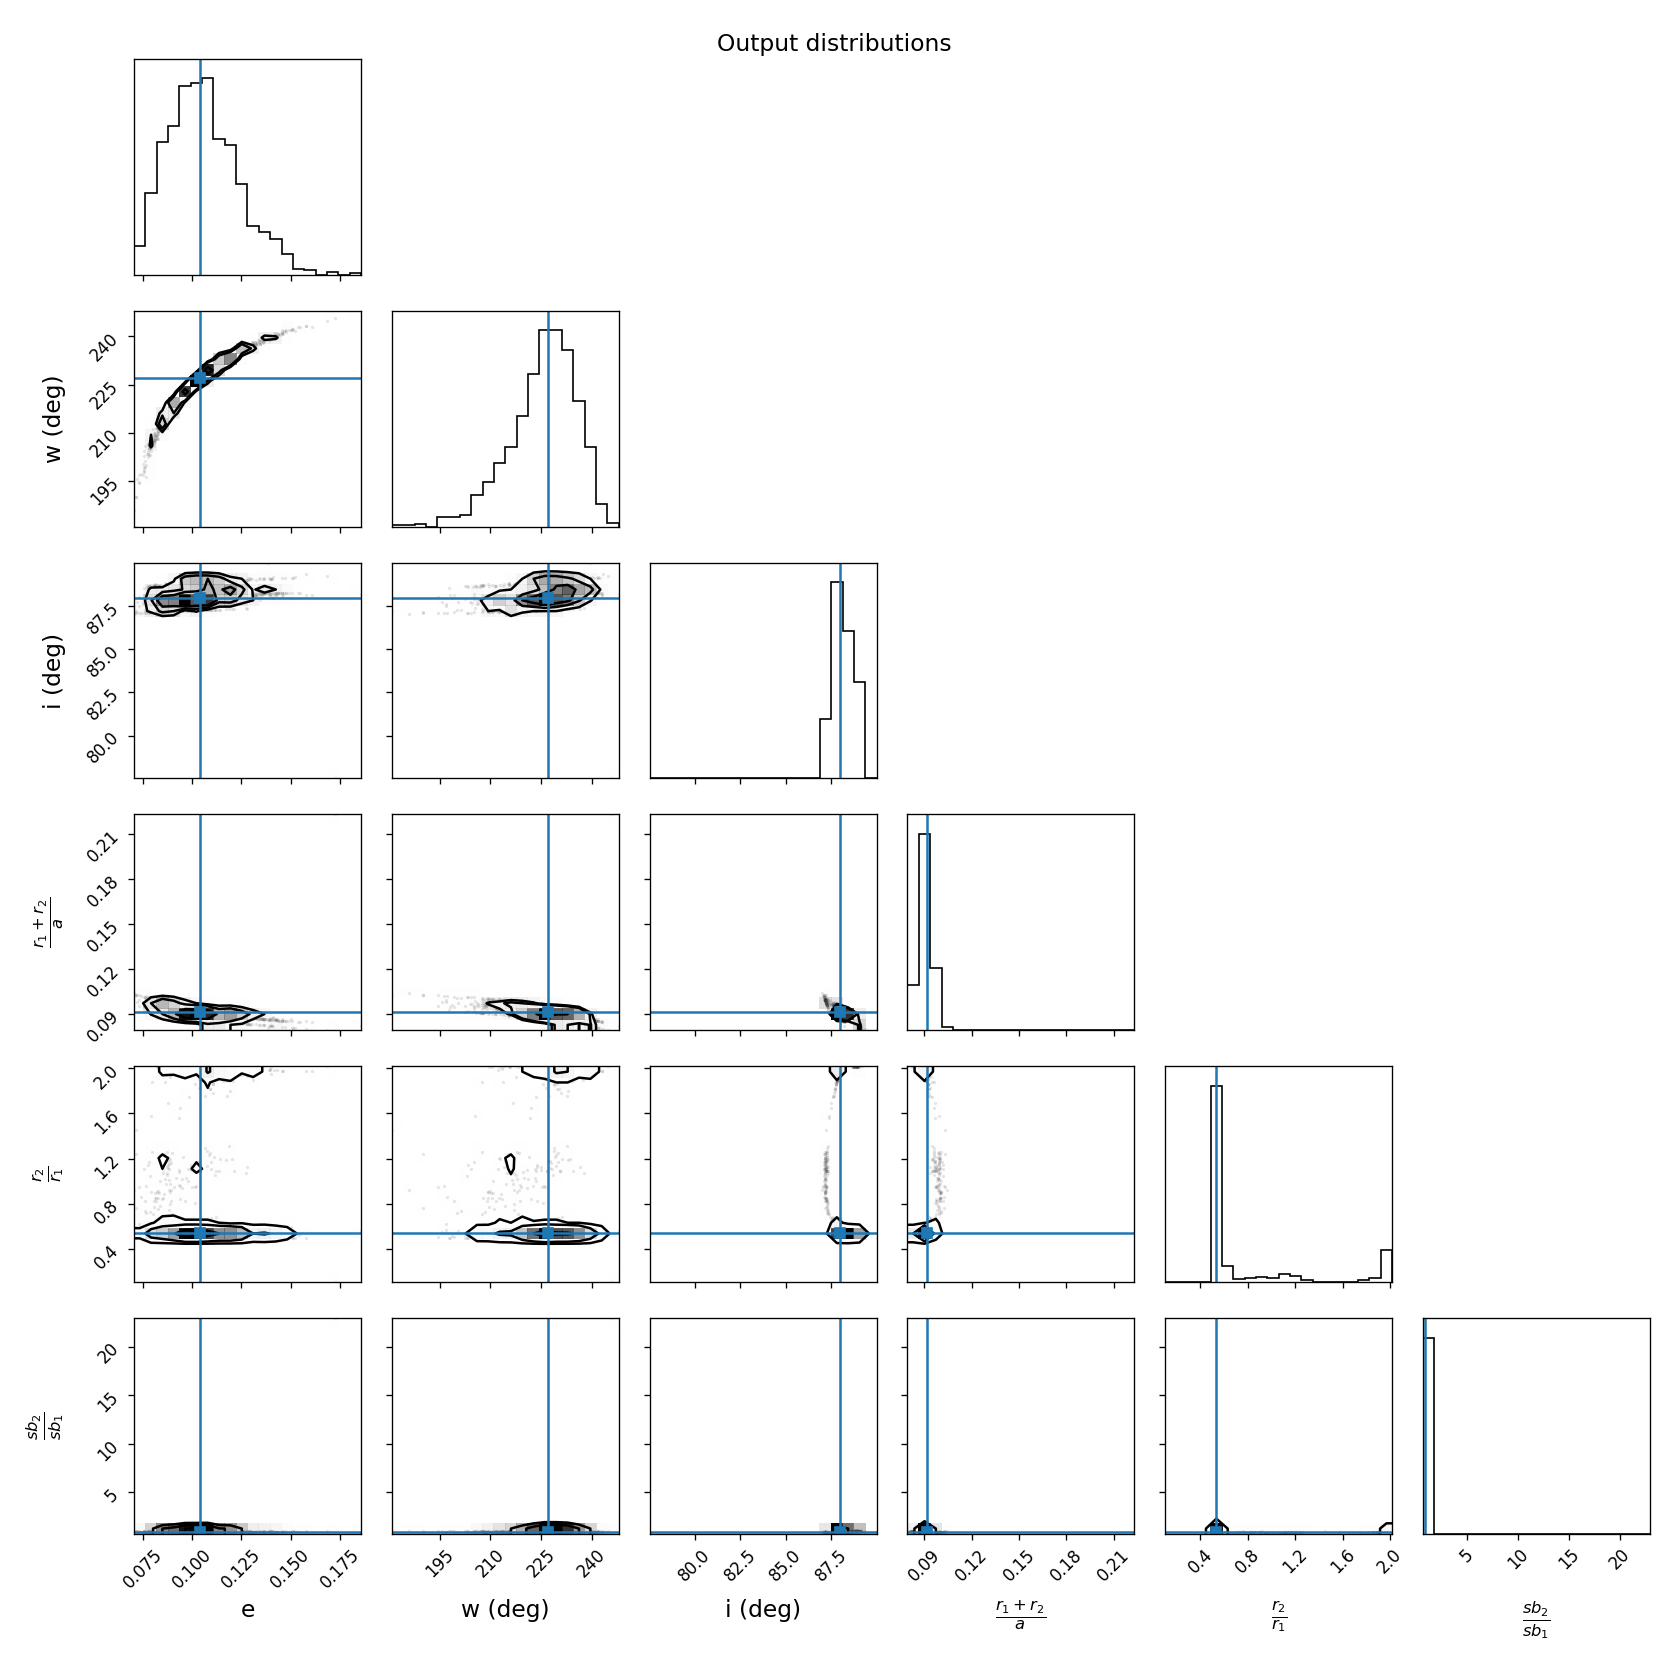 Output distributions
w (deg)
240
225
210
195
i (deg)
87.5
85.0
82.5
80.0
r₁ + r₂
a
0.21
0.18
0.15
0.12
0.09
r₂
r₁
2.0
1.6
1.2
0.8
0.4
sb₂
sb₁
20
15
10
5
0.075 0.100 0.125 0.150 0.175 195 210 225 240 80.0 82.5 85.0 87.5 0.09 0.12 0.15 0.18 0.21 0.4 0.8 1.2 1.6 2.0 5 10 15 20
e w (deg) i (deg)
r₁ + r₂
a
r₂
r₁
sb₂
sb₁